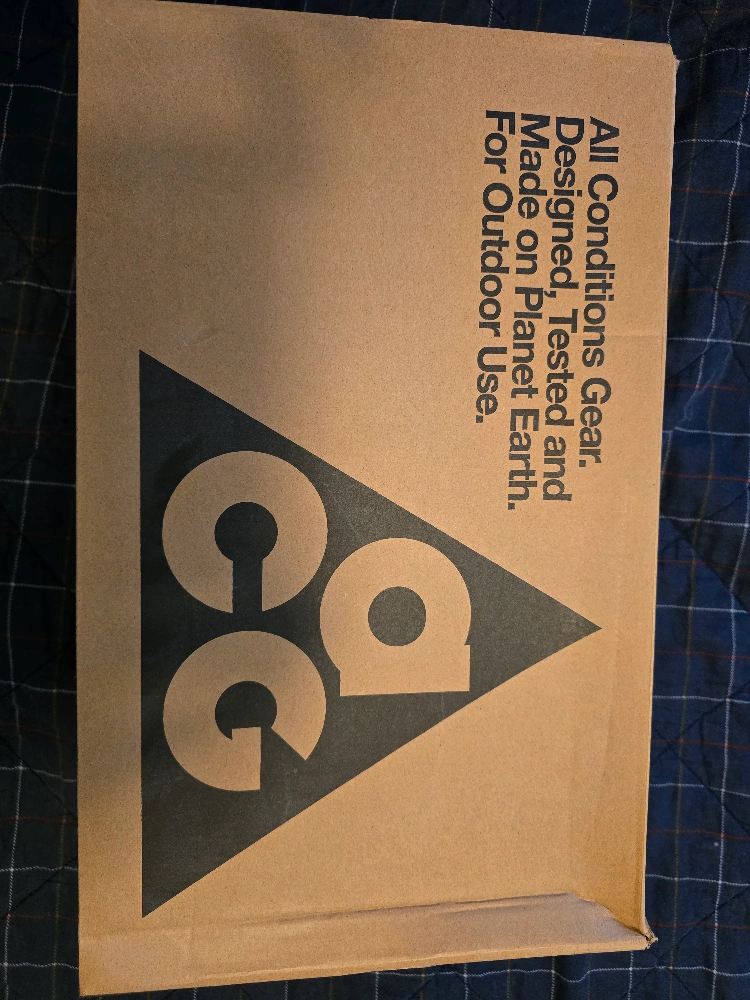 All Conditions Gear.
Designed, Tested and
Made on Planet Earth.
For Outdoor Use.
a
c G